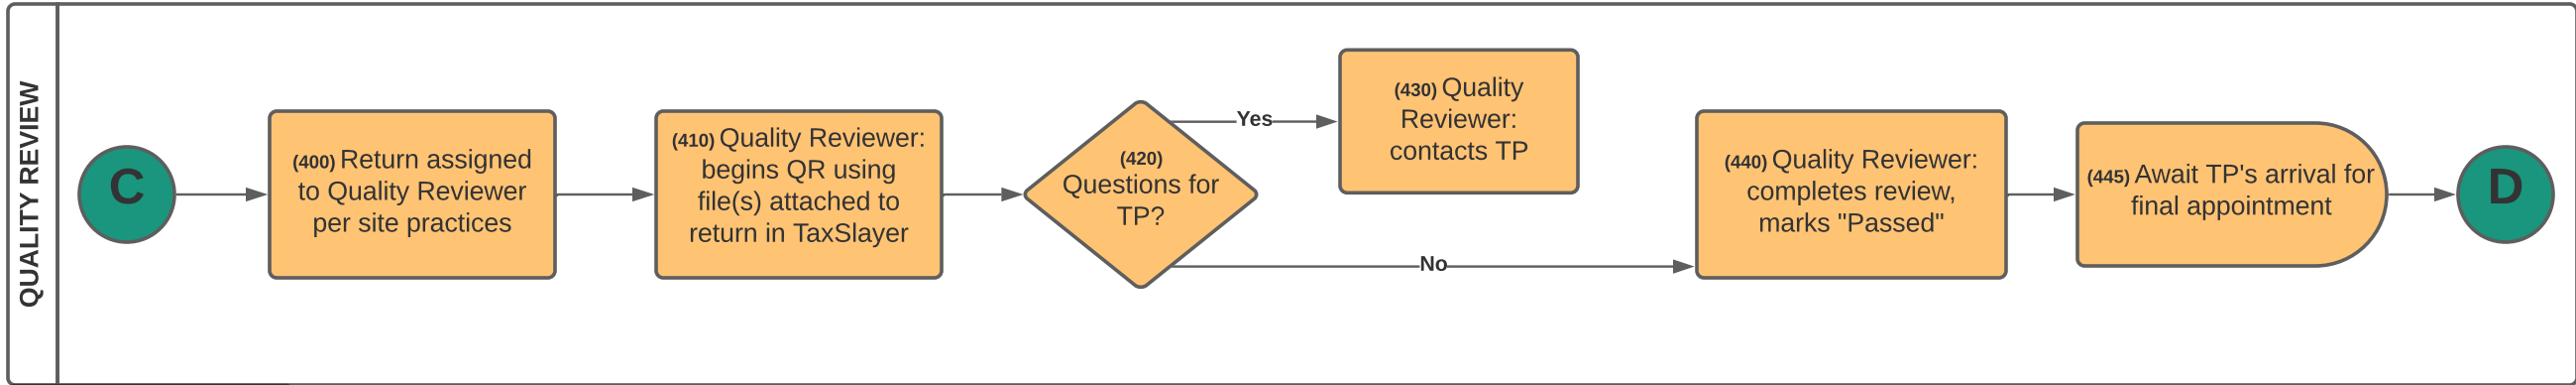 QUALITY REVIEW
C
(400) Return assigned
to Quality Reviewer
per site practices
(410) Quality Reviewer:
begins QR using
file(s) attached to
return in TaxSlayer
(420)
Questions for
TP?
Yes
(430) Quality
Reviewer:
contacts TP
No
(440) Quality Reviewer:
completes review,
marks "Passed"
(445) Await TP's arrival for
final appointment
D